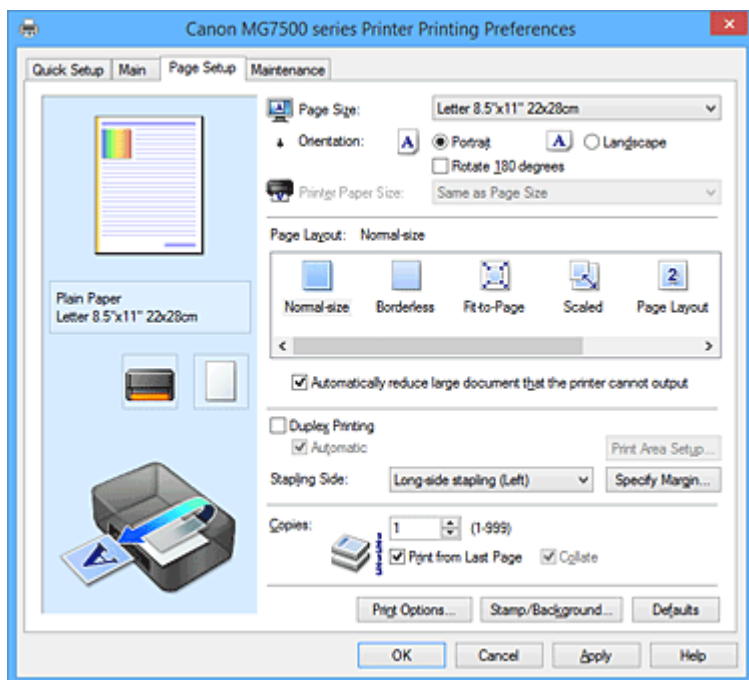 Canon MG7500 series Printer Printing Preferences
Quick Setup Main Page Setup Maintenance
Page Size: Letter 8.5"x11" 22x28cm
Orientation: A Portrait A Landscape
Rotate 180 degrees
Printer Paper Size: Same as Page Size
Page Layout: Normal-size
2
Normal-size Borderless Fit-to-Page Scaled Page Layout
Plain Paper
Letter 8.5"x11" 22x28cm
Automatically reduce large document that the printer cannot output
Duplex Printing
Automatic Print Area Setup...
Stapling Side: Long-side stapling (Left) Specify Margin...
Copies: 1 (1-999)
Print from Last Page Collate
A
Print Options... Stamp/Background... Defaults
OK Cancel Apply Help